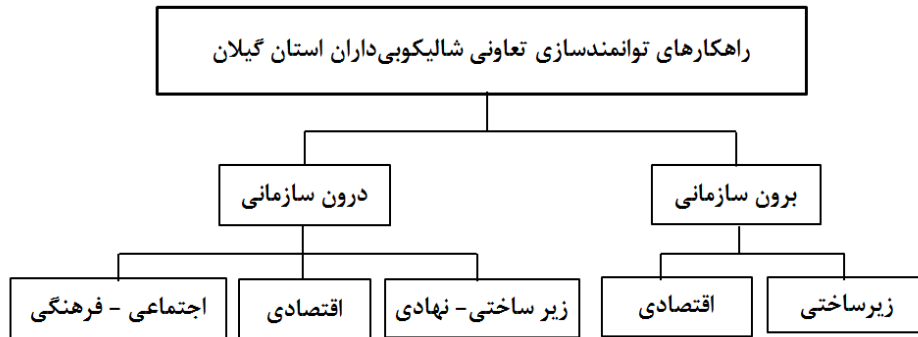 راهکارهای توانمندسازی تعاونی شالیکوبی‌داران استان گیلان
برون سازمانی
درون سازمانی
زیرساختی
اقتصادی
زیر ساختی- نهادی
اقتصادی
اجتماعی - فرهنگی